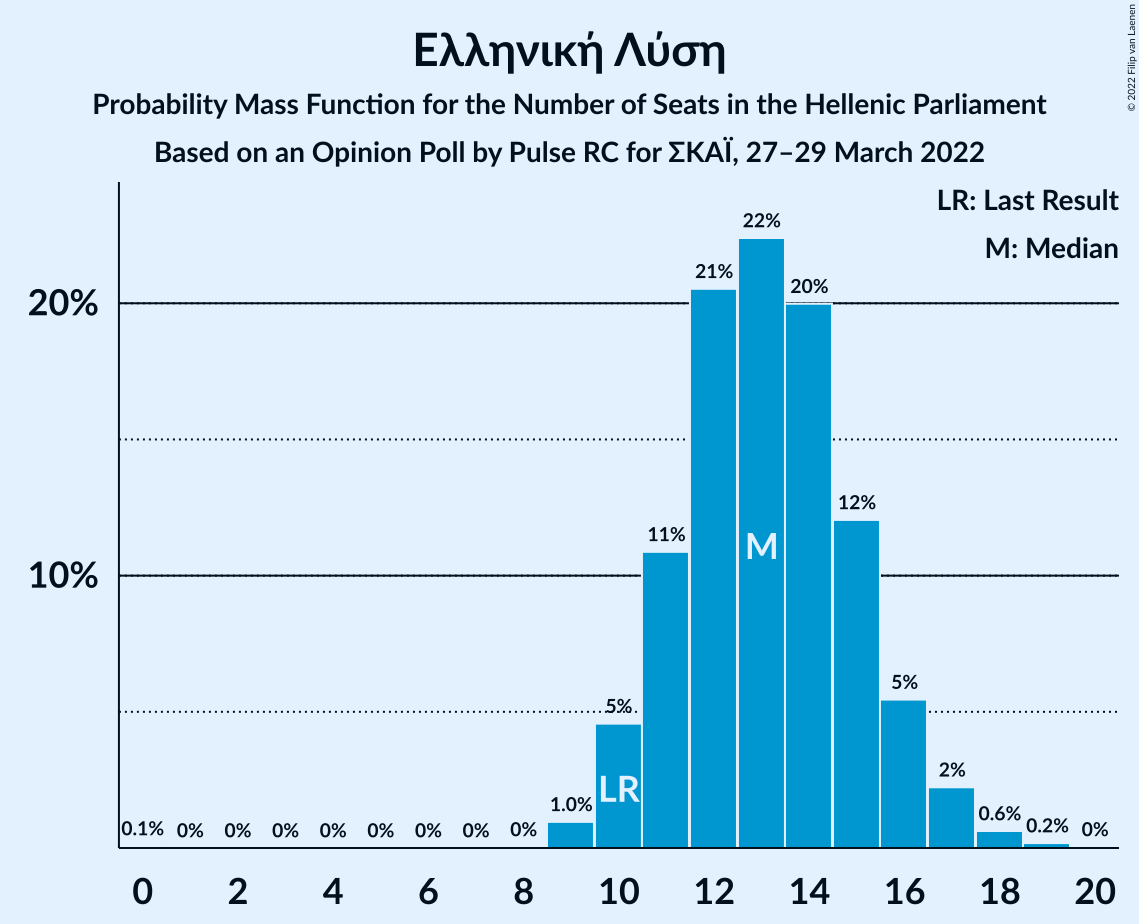 Ελληνική Λύση
Probability Mass Function for the Number of Seats in the Hellenic Parliament
Based on an Opinion Poll by Pulse RC for ΣΚΑΪ, 27–29 March 2022
© 2022 Filip van Laenen
LR: Last Result
M: Median
20%
10%
0.1% 0% 0% 0% 0% 0% 0% 0% 0% 1.0% 5% 11% 21% 22% 20% 12% 5% 2% 0.6% 0.2% 0%
LR
M
0 2 4 6 8 10 12 14 16 18 20